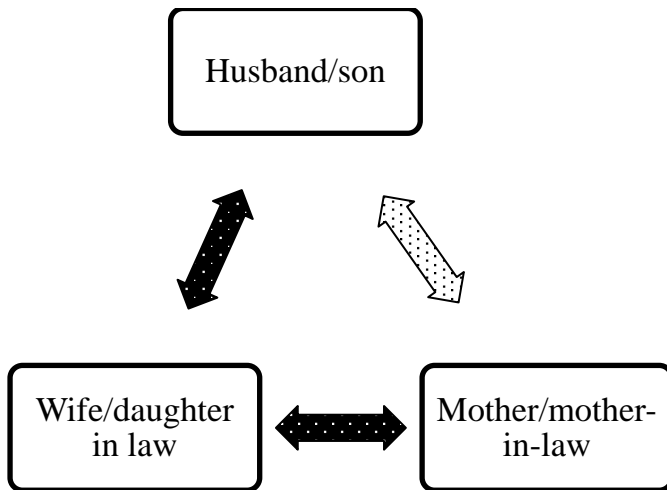 Husband/son
Wife/daughter
in law
Mother/mother-
in-law